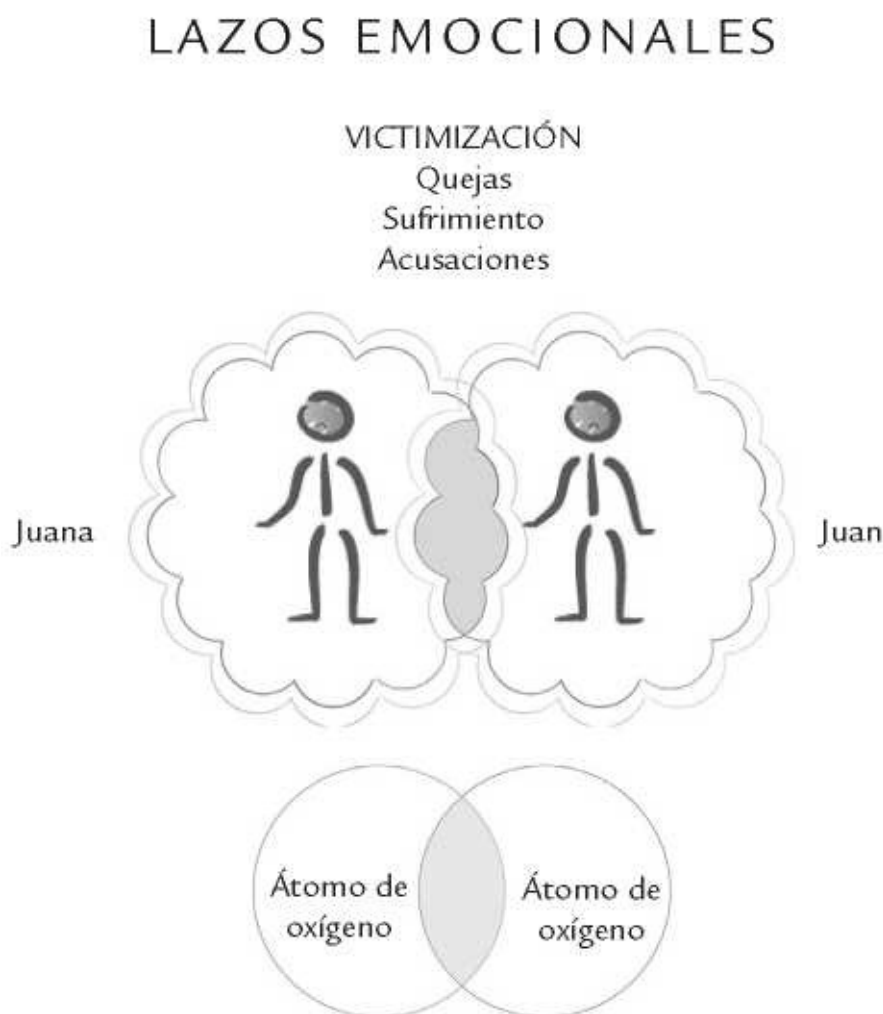 LAZOS EMOCIONALES
VICTIMIZACIÓN
Quejas
Sufrimiento
Acusaciones
Juana
Juan
Átomo de
oxígeno
Átomo de
oxígeno